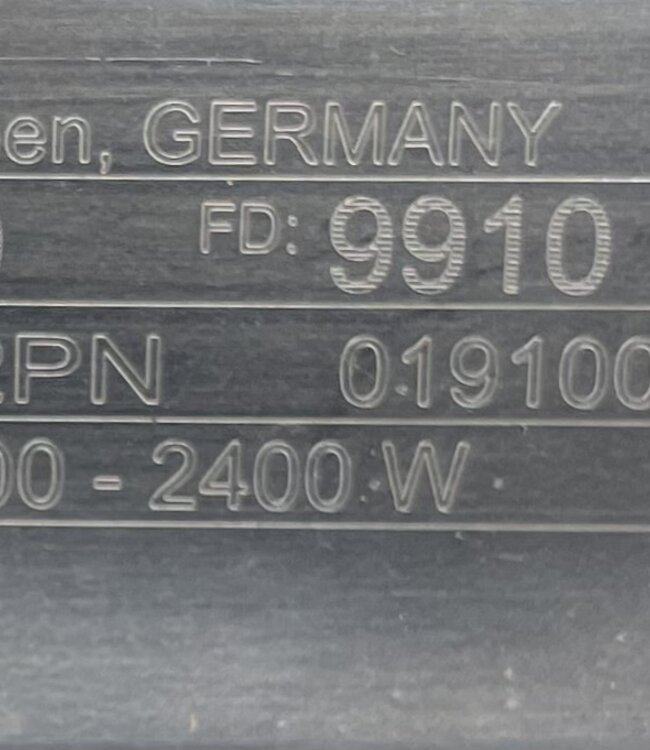 en, GERMANY
FD: 9910
PN 019100
00 - 2400 W